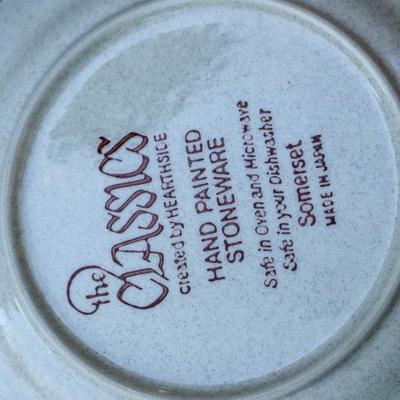 the
CLASSICS
Created by HEARTHSIDE
HAND PAINTED
STONEWARE
Safe in Oven and Microwave
Safe in your Dishwasher
Somerset
MADE IN JAPAN